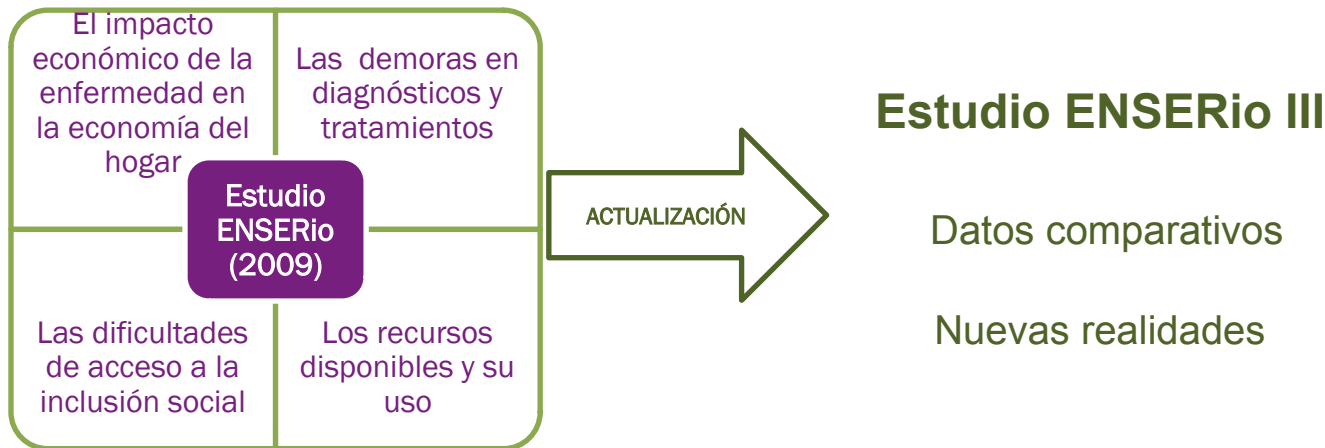 El impacto
económico de la
enfermedad en
la economía del
hogar
Las demoras en
diagnósticos y
tratamientos
Estudio
ENSERio
(2009)
Las dificultades
de acceso a la
inclusión social
Los recursos
disponibles y su
uso
ACTUALIZACIÓN
Estudio ENSERio III
Datos comparativos
Nuevas realidades